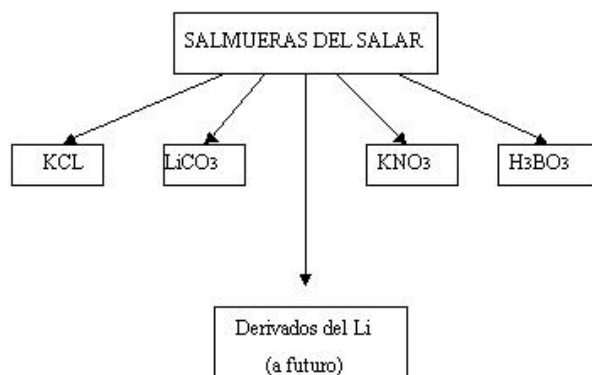 SALMUERAS DEL SALAR
KCL
LiCO3
KNO3
H3BO3
Derivados del Li
(a futuro)